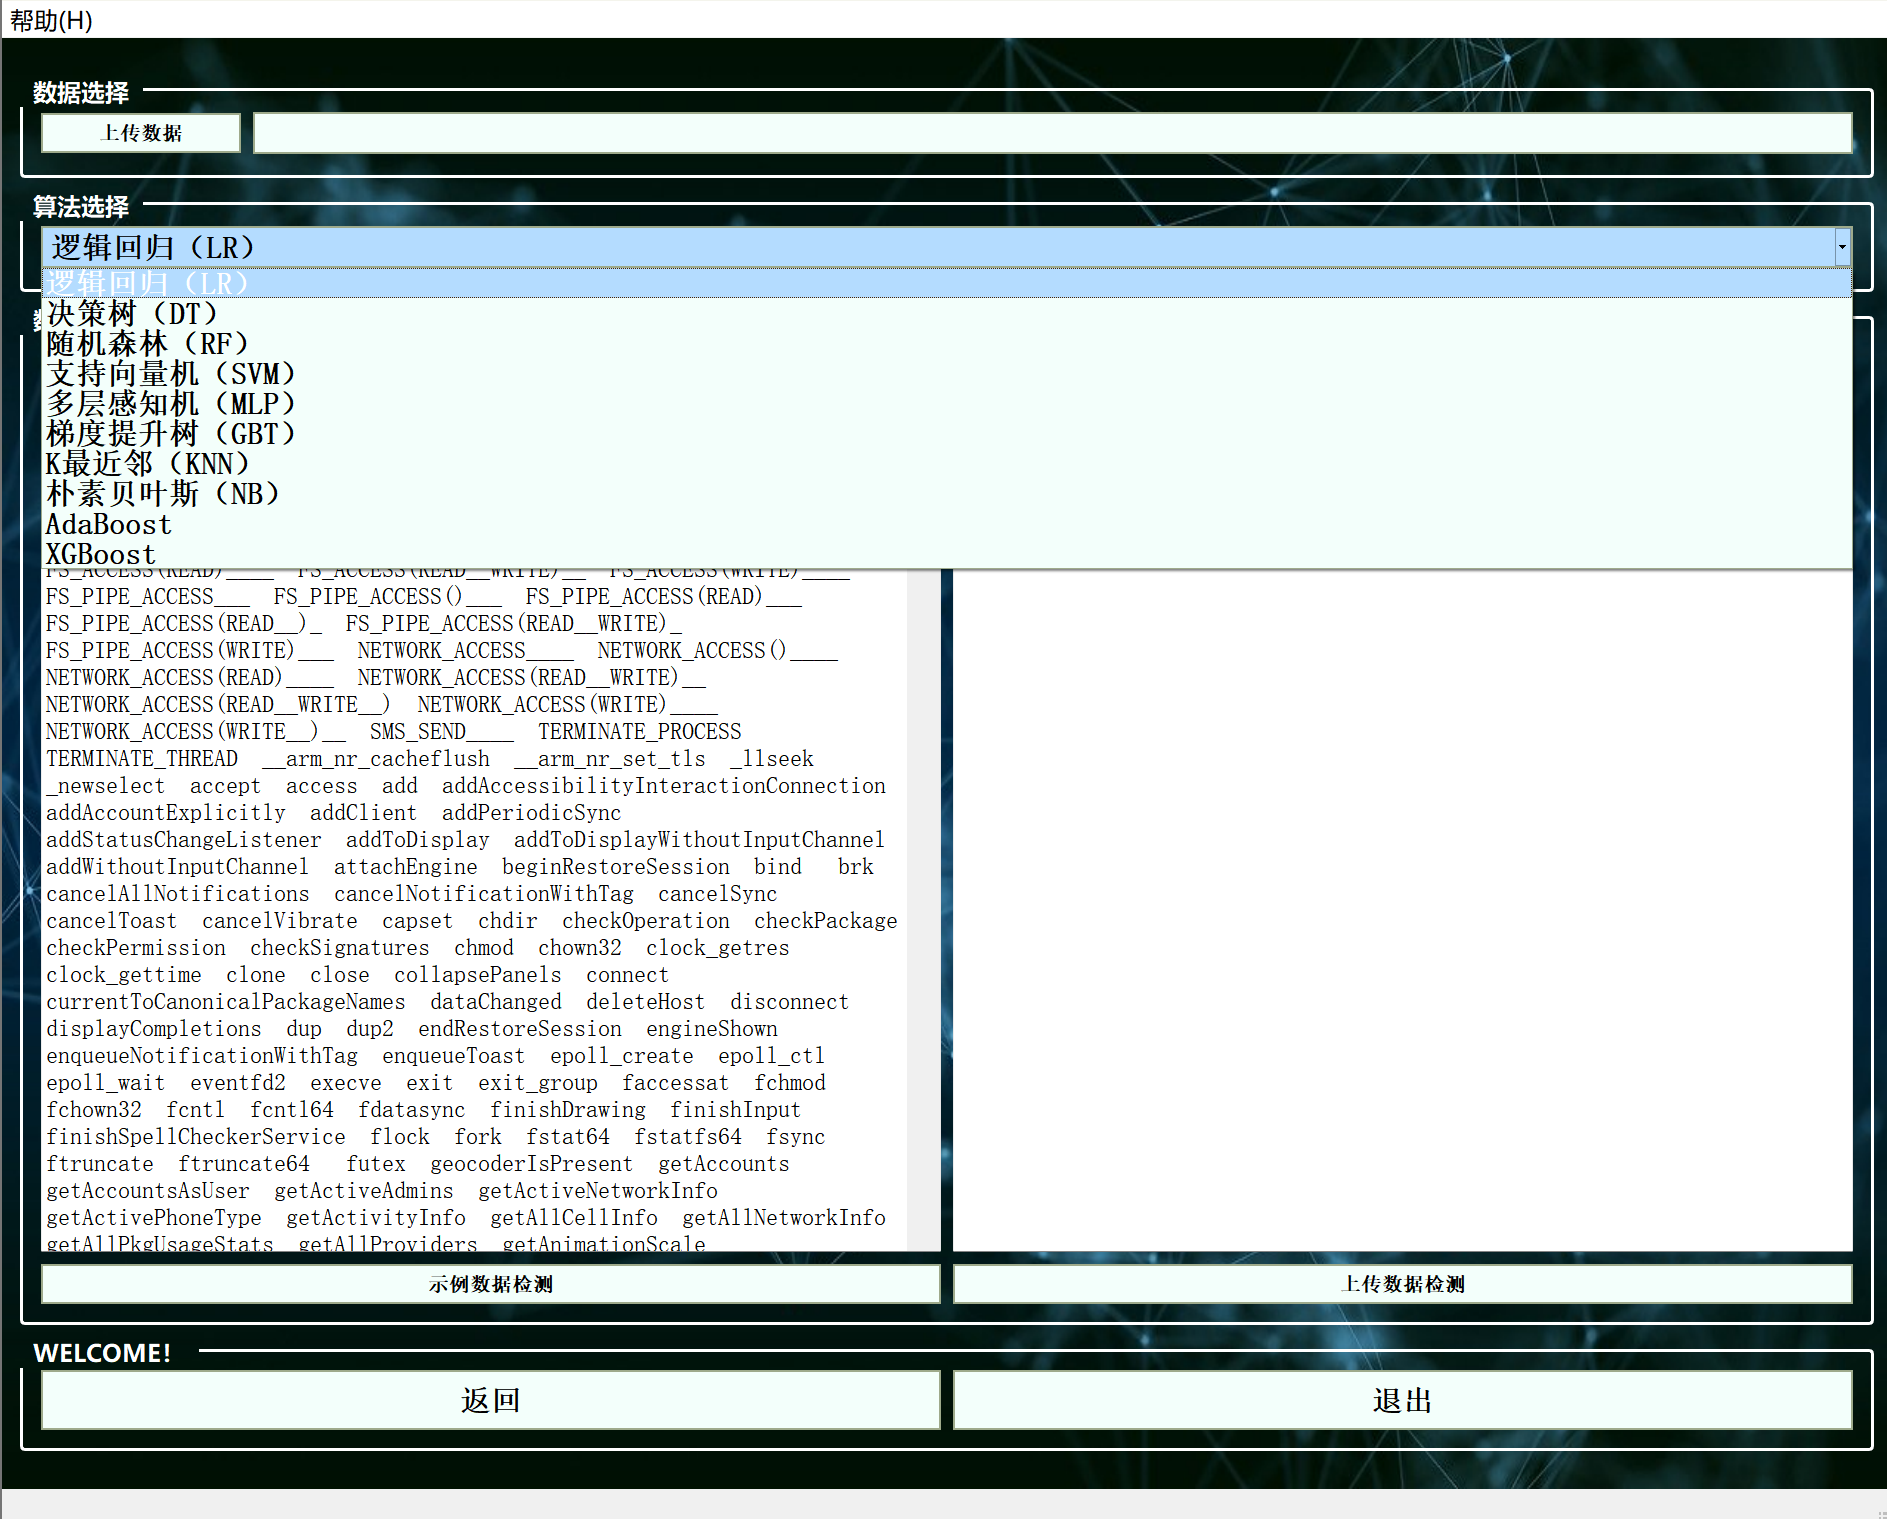 帮助(H)
数据选择
上传数据
算法选择
逻辑回归（LR）
逻辑回归（LR）
决策树（DT）
随机森林（RF）
支持向量机（SVM）
多层感知机（MLP）
梯度提升树（GBT）
K最近邻（KNN）
朴素贝叶斯（NB）
AdaBoost
XGBoost
FS_ACCESS(READ)____  FS_ACCESS(READ__WRITE)__  FS_ACCESS(WRITE)____
FS_PIPE_ACCESS___  FS_PIPE_ACCESS()___  FS_PIPE_ACCESS(READ)___
FS_PIPE_ACCESS(READ__)_  FS_PIPE_ACCESS(READ__WRITE)_
FS_PIPE_ACCESS(WRITE)___  NETWORK_ACCESS____  NETWORK_ACCESS()____
NETWORK_ACCESS(READ)____  NETWORK_ACCESS(READ__WRITE)__
NETWORK_ACCESS(READ__WRITE__)  NETWORK_ACCESS(WRITE)____
NETWORK_ACCESS(WRITE__)__  SMS_SEND____  TERMINATE_PROCESS
TERMINATE_THREAD  __arm_nr_cacheflush  __arm_nr_set_tls  _llseek
_newselect  accept  access  add  addAccessibilityInteractionConnection
addAccountExplicitly  addClient  addPeriodicSync
addStatusChangeListener  addToDisplay  addToDisplayWithoutInputChannel
addWithoutInputChannel  attachEngine  beginRestoreSession  bind  brk
cancelAllNotifications  cancelNotificationWithTag  cancelSync
cancelToast  cancelVibrate  capset  chdir  checkOperation  checkPackage
checkPermission  checkSignatures  chmod  chown32  clock_getres
clock_gettime  clone  close  collapsePanels  connect
currentToCanonicalPackageNames  dataChanged  deleteHost  disconnect
displayCompletions  dup  dup2  endRestoreSession  engineShown
enqueueNotificationWithTag  enqueueToast  epoll_create  epoll_ctl
epoll_wait  eventfd2  execve  exit  exit_group  faccessat  fchmod
fchown32  fcntl  fcntl64  fdatasync  finishDrawing  finishInput
finishSpellCheckerService  flock  fork  fstat64  fstatfs64  fsync
ftruncate  ftruncate64  futex  geocoderIsPresent  getAccounts
getAccountsAsUser  getActiveAdmins  getActiveNetworkInfo
getActivePhoneType  getActivityInfo  getAllCellInfo  getAllNetworkInfo
getAllPkgUsageStats  getAllProviders  getAnimationScale
示例数据检测
上传数据检测
WELCOME!
返回
退出